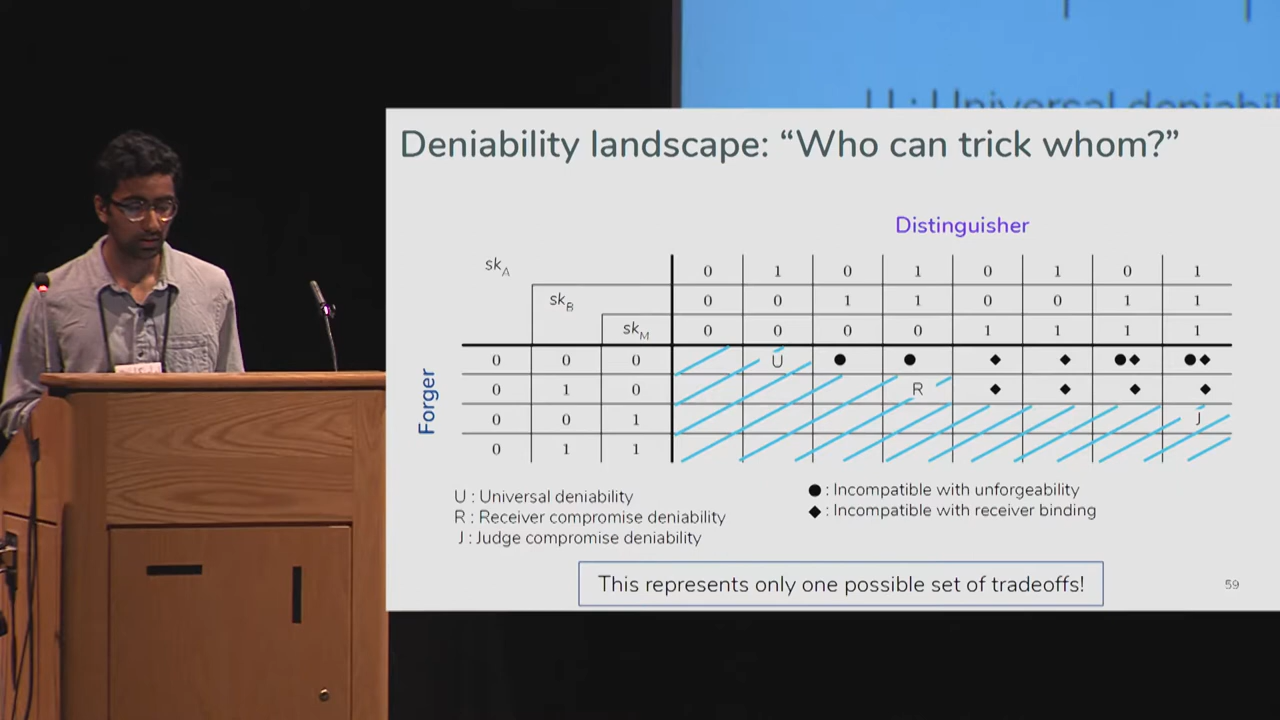 U : Universal deniabil
Deniability landscape: “Who can trick whom?”
Distinguisher
sk_A 0 1 0 1 0 1 0 1
sk_B 0 0 1 1 0 0 1 1
sk_M 0 0 0 0 1 1 1 1
Forger
0 0 0 U ● ● ◆ ◆ ●◆ ●◆
0 1 0 R ◆ ◆ ◆ ◆
0 0 1 J
0 1 1
U : Universal deniability
R : Receiver compromise deniability
J : Judge compromise deniability
● : Incompatible with unforgeability
◆ : Incompatible with receiver binding
This represents only one possible set of tradeoffs!
59